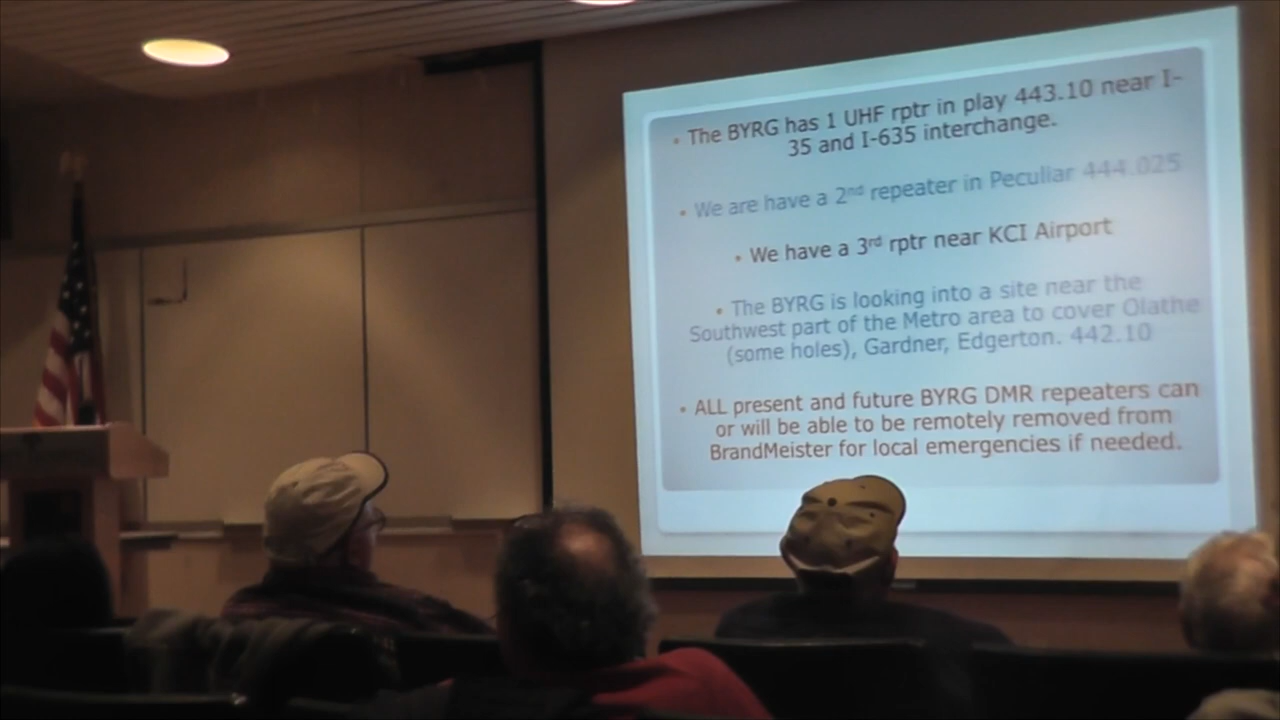 • The BYRG has 1 UHF rptr in play 443.10 near I-
35 and I-635 interchange.
• We are have a 2nd repeater in Peculiar 444.025
• We have a 3rd rptr near KCI Airport
• The BYRG is looking into a site near the
Southwest part of the Metro area to cover Olathe
(some holes), Gardner, Edgerton. 442.10
• ALL present and future BYRG DMR repeaters can
or will be able to be remotely removed from
BrandMeister for local emergencies if needed.